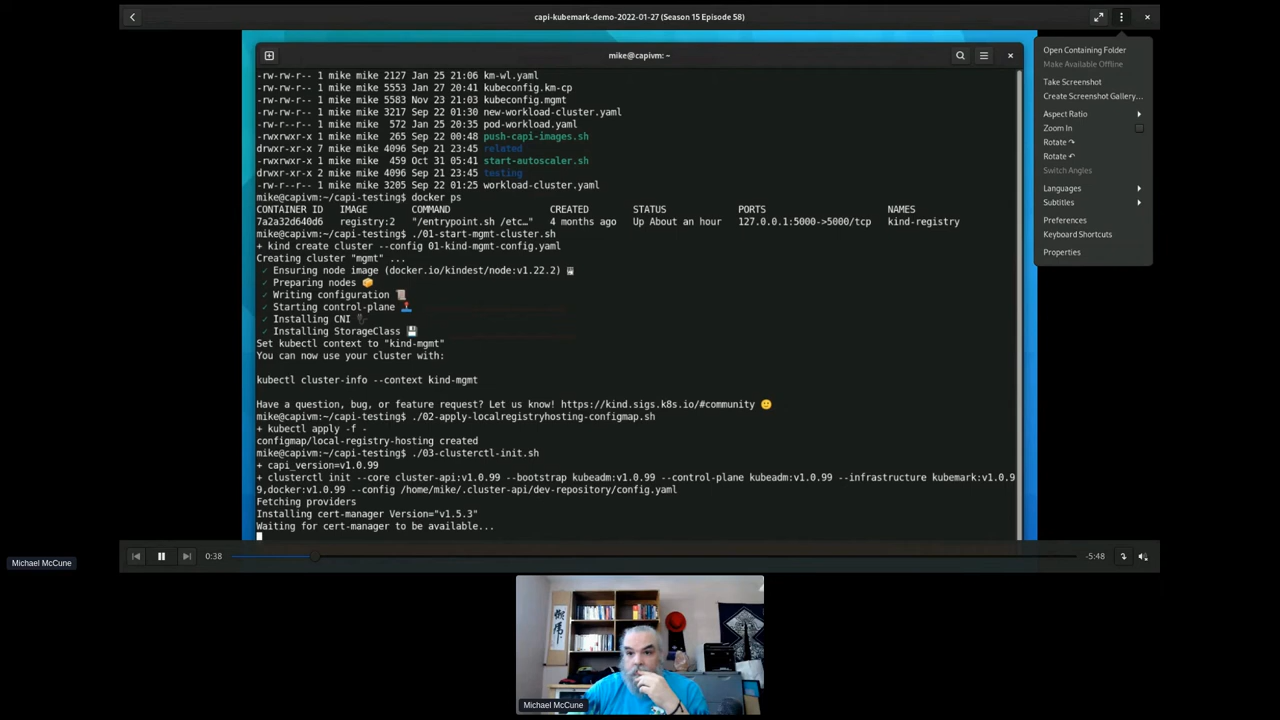 capi-kubemark-demo-2022-01-27 (Season 15 Episode 58)
mike@capivm: ~
-rw-rw-r-- 1 mike mike 2127 Jan 25 21:06 km-wl.yaml
-rw-rw-r-- 1 mike mike 5553 Jan 27 20:41 kubeconfig.km-cp
-rw-rw-r-- 1 mike mike 5583 Nov 23 21:03 kubeconfig.mgmt
-rw-rw-r-- 1 mike mike 3217 Sep 22 01:30 new-workload-cluster.yaml
-rw-rw-r-- 1 mike mike 572 Jan 25 20:35 pod-workload.yaml
-rwxrwxr-x 1 mike mike 265 Sep 22 00:48 push-capi-images.sh
drwxr-xr-x 7 mike mike 4096 Sep 21 23:45 related
-rwxrwxr-x 1 mike mike 459 Oct 31 05:41 start-autoscaler.sh
drwxrwxr-x 2 mike mike 4096 Sep 21 23:45 testing
-rw-rw-r-- 1 mike mike 3205 Sep 22 01:25 workload-cluster.yaml
mike@capivm:~/capi-testing$ docker ps
CONTAINER ID IMAGE COMMAND CREATED STATUS PORTS NAMES
7a2a32d640d6 registry:2 "/entrypoint.sh /etc…" 4 months ago Up About an hour 127.0.0.1:5000->5000/tcp kind-registry
mike@capivm:~/capi-testing$ ./01-start-mgmt-cluster.sh
+ kind create cluster --config 01-kind-mgmt-config.yaml
Creating cluster "mgmt" ...
✓ Ensuring node image (docker.io/kindest/node:v1.22.2) 🖼
✓ Preparing nodes 📦
✓ Writing configuration 📜
✓ Starting control-plane 🕹️
✓ Installing CNI 🔌
✓ Installing StorageClass 💾
Set kubectl context to "kind-mgmt"
You can now use your cluster with:
kubectl cluster-info --context kind-mgmt
Have a question, bug, or feature request? Let us know! https://kind.sigs.k8s.io/#community 🙂
mike@capivm:~/capi-testing$ ./02-apply-localregistryhosting-configmap.sh
+ kubectl apply -f -
configmap/local-registry-hosting created
mike@capivm:~/capi-testing$ ./03-clusterctl-init.sh
+ capi_version=v1.0.99
+ clusterctl init --core cluster-api:v1.0.99 --bootstrap kubeadm:v1.0.99 --control-plane kubeadm:v1.0.99 --infrastructure kubemark:v1.0.9
9,docker:v1.0.99 --config /home/mike/.cluster-api/dev-repository/config.yaml
Fetching providers
Installing cert-manager Version="v1.5.3"
Waiting for cert-manager to be available...
Open Containing Folder
Make Available Offline
Take Screenshot
Create Screenshot Gallery...
Aspect Ratio
Zoom In
Rotate ↷
Rotate ↶
Switch Angles
Languages
Subtitles
Preferences
Keyboard Shortcuts
Properties
0:38
-5:48
Michael McCune
Michael McCune